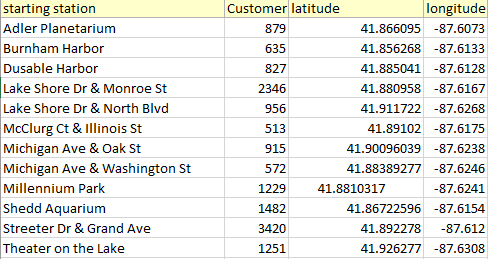 starting station Customer latitude longitude
Adler Planetarium 879 41.866095 -87.6073
Burnham Harbor 635 41.856268 -87.6133
Dusable Harbor 827 41.885041 -87.6128
Lake Shore Dr & Monroe St 2346 41.880958 -87.6167
Lake Shore Dr & North Blvd 956 41.911722 -87.6268
McClurg Ct & Illinois St 513 41.89102 -87.6175
Michigan Ave & Oak St 915 41.90096039 -87.6238
Michigan Ave & Washington St 572 41.88389277 -87.6246
Millennium Park 1229 41.8810317 -87.6241
Shedd Aquarium 1482 41.86722596 -87.6154
Streeter Dr & Grand Ave 3420 41.892278 -87.612
Theater on the Lake 1251 41.926277 -87.6308